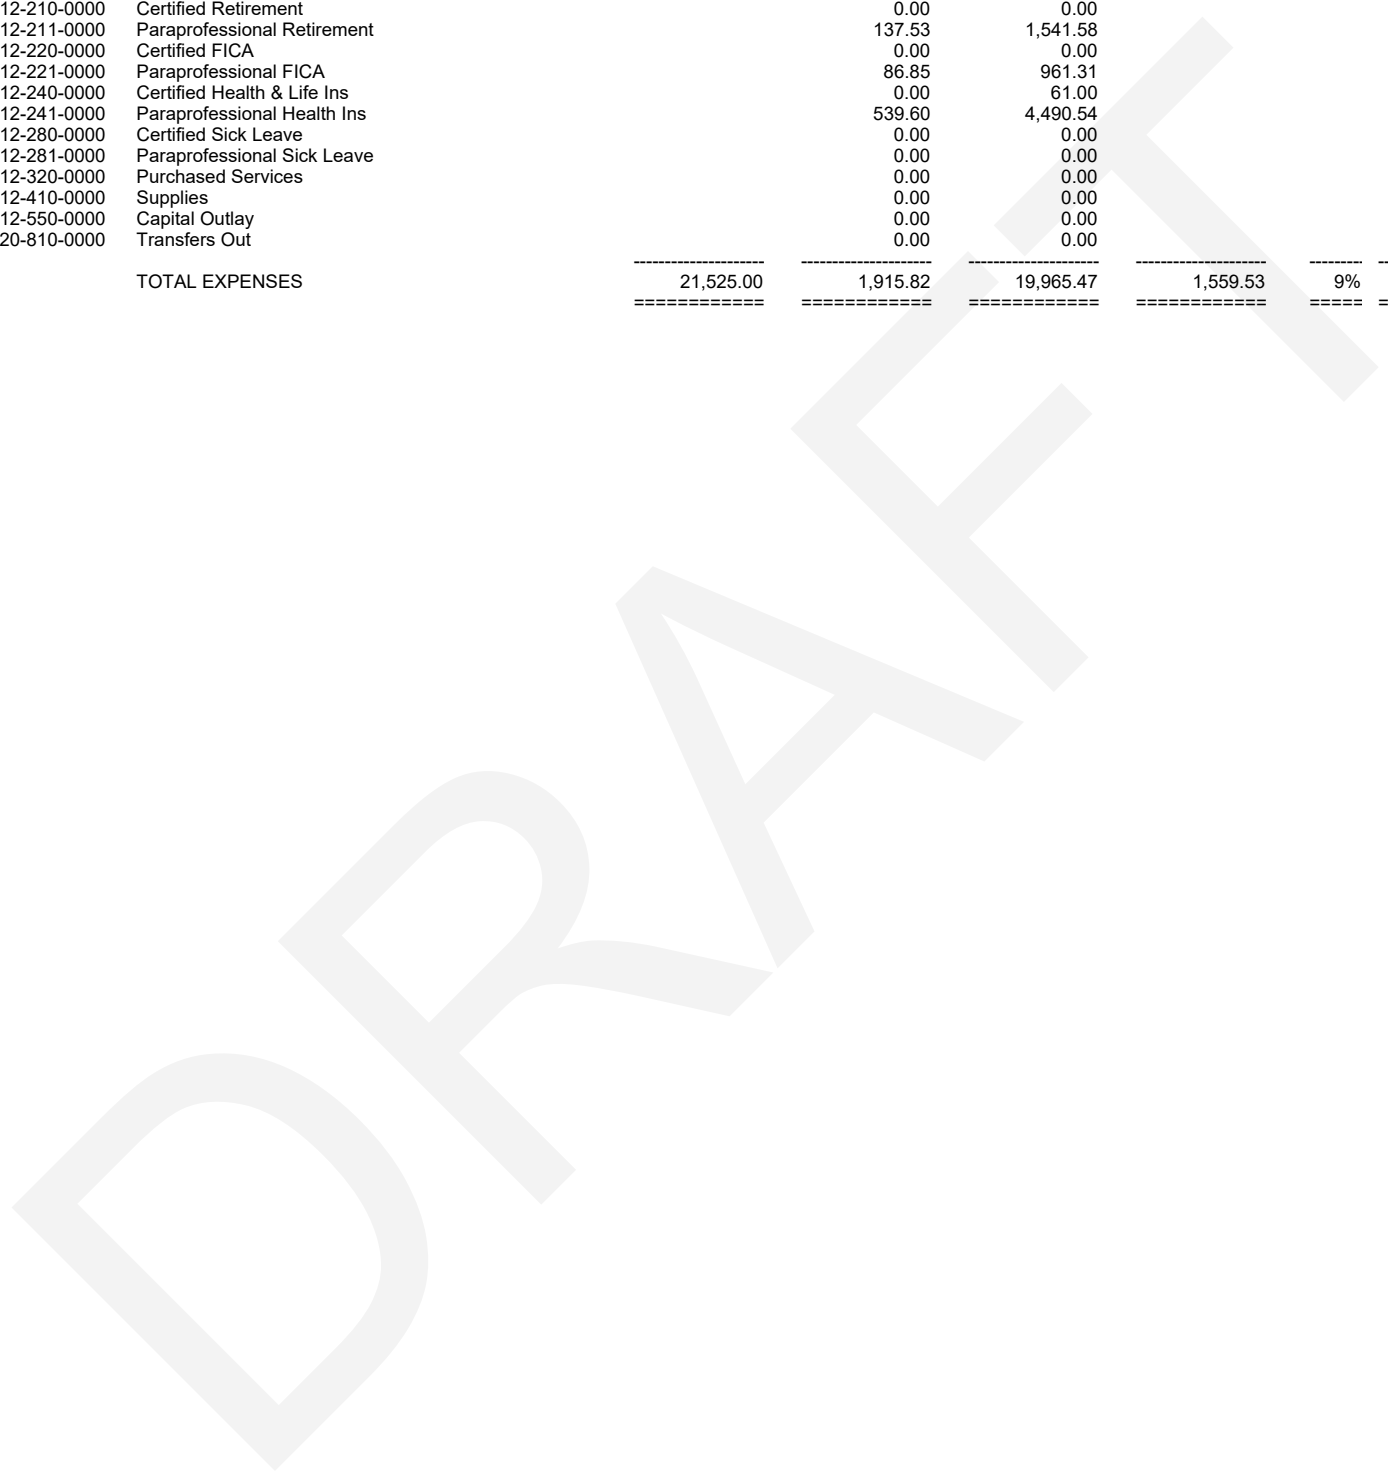 12-210-0000 Certified Retirement 0.00 0.00
12-211-0000 Paraprofessional Retirement 137.53 1,541.58
12-220-0000 Certified FICA 0.00 0.00
12-221-0000 Paraprofessional FICA 86.85 961.31
12-240-0000 Certified Health & Life Ins 0.00 61.00
12-241-0000 Paraprofessional Health Ins 539.60 4,490.54
12-280-0000 Certified Sick Leave 0.00 0.00
12-281-0000 Paraprofessional Sick Leave 0.00 0.00
12-320-0000 Purchased Services 0.00 0.00
12-410-0000 Supplies 0.00 0.00
12-550-0000 Capital Outlay 0.00 0.00
20-810-0000 Transfers Out 0.00 0.00
--------------------- --------------------- --------------------- --------------------- -------- --
TOTAL EXPENSES 21,525.00 1,915.82 19,965.47 1,559.53 9%
============ ============ ============ ============ ===== =
DRAFT